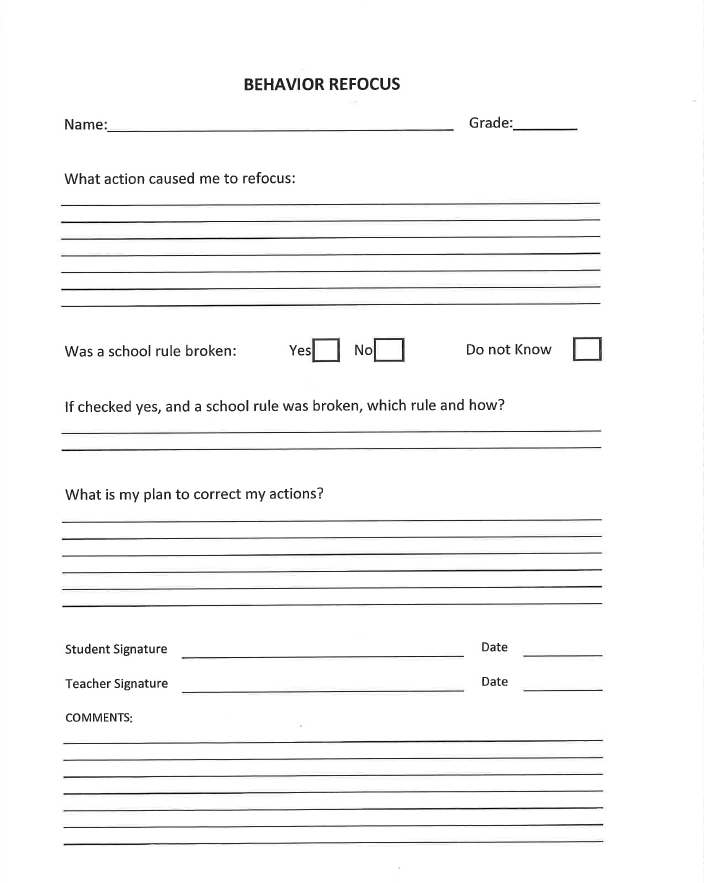 BEHAVIOR REFOCUS
Name: Grade:
What action caused me to refocus:
Was a school rule broken: Yes No Do not Know
If checked yes, and a school rule was broken, which rule and how?
What is my plan to correct my actions?
Student Signature Date
Teacher Signature Date
COMMENTS: